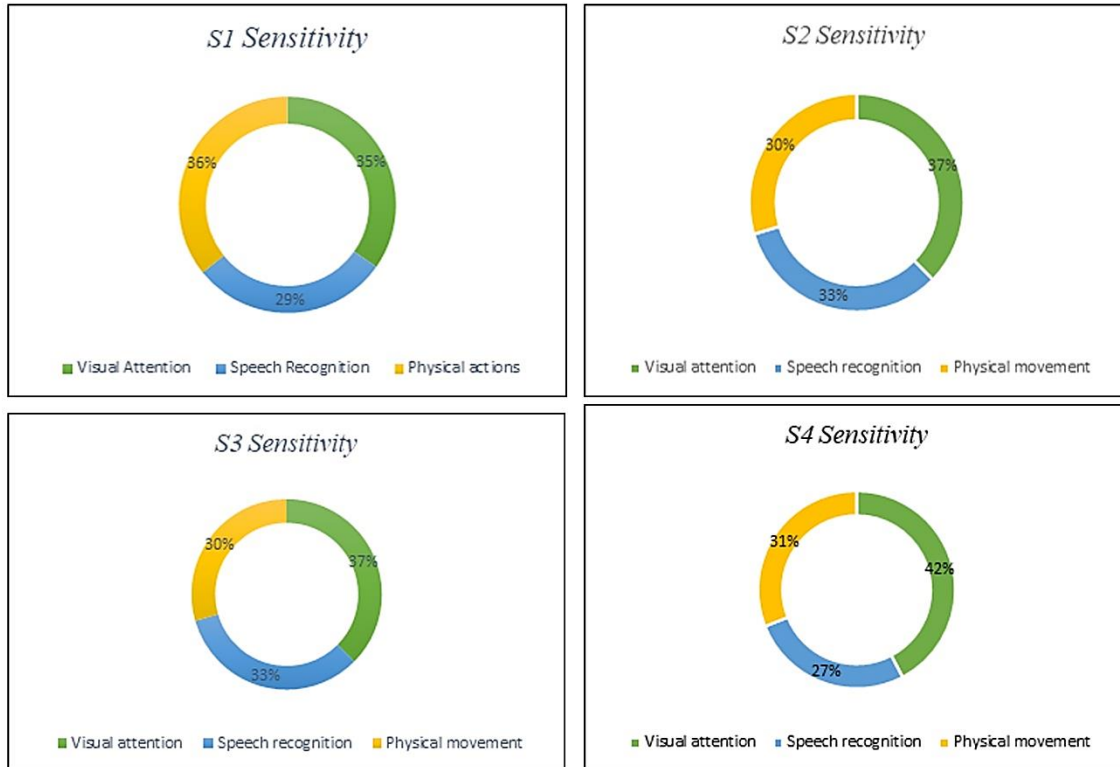 S1 Sensitivity
36%
35%
29%
Visual Attention Speech Recognition Physical actions
S2 Sensitivity
30%
37%
33%
Visual attention Speech recognition Physical movement
S3 Sensitivity
30%
37%
33%
Visual attention Speech recognition Physical movement
S4 Sensitivity
31%
42%
27%
Visual attention Speech recognition Physical movement